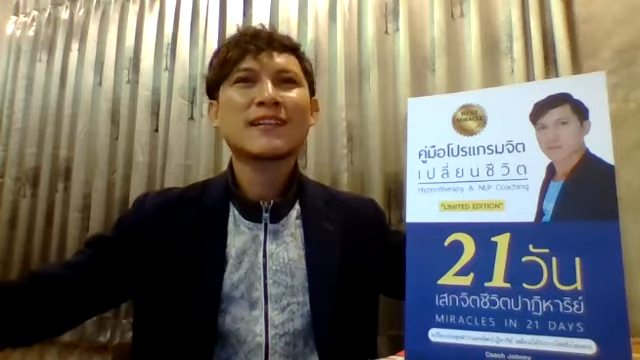 คู่มือโปรแกรมจิต
เปลี่ยนชีวิต
Hypnotherapy & NLP Coaching
"LIMITED EDITION"
21 วัน
เสกจิตชีวิตปาฏิหาริย์
MIRACLES IN 21 DAYS
Coach Johnny